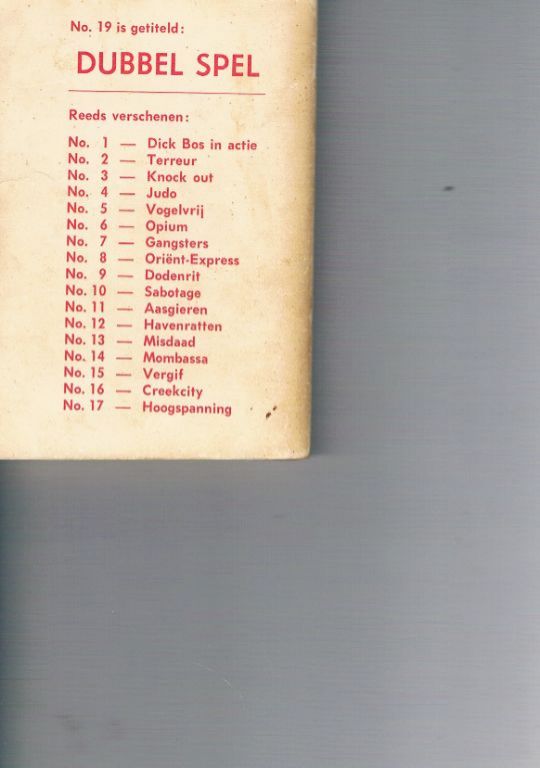 No. 19 is getiteld:
DUBBEL SPEL
Reeds verschenen:
No. 1 — Dick Bos in actie
No. 2 — Terreur
No. 3 — Knock out
No. 4 — Judo
No. 5 — Vogelvrij
No. 6 — Opium
No. 7 — Gangsters
No. 8 — Oriënt-Express
No. 9 — Dodenrit
No. 10 — Sabotage
No. 11 — Aasgieren
No. 12 — Havenratten
No. 13 — Misdaad
No. 14 — Mombassa
No. 15 — Vergif
No. 16 — Creekcity
No. 17 — Hoogspanning